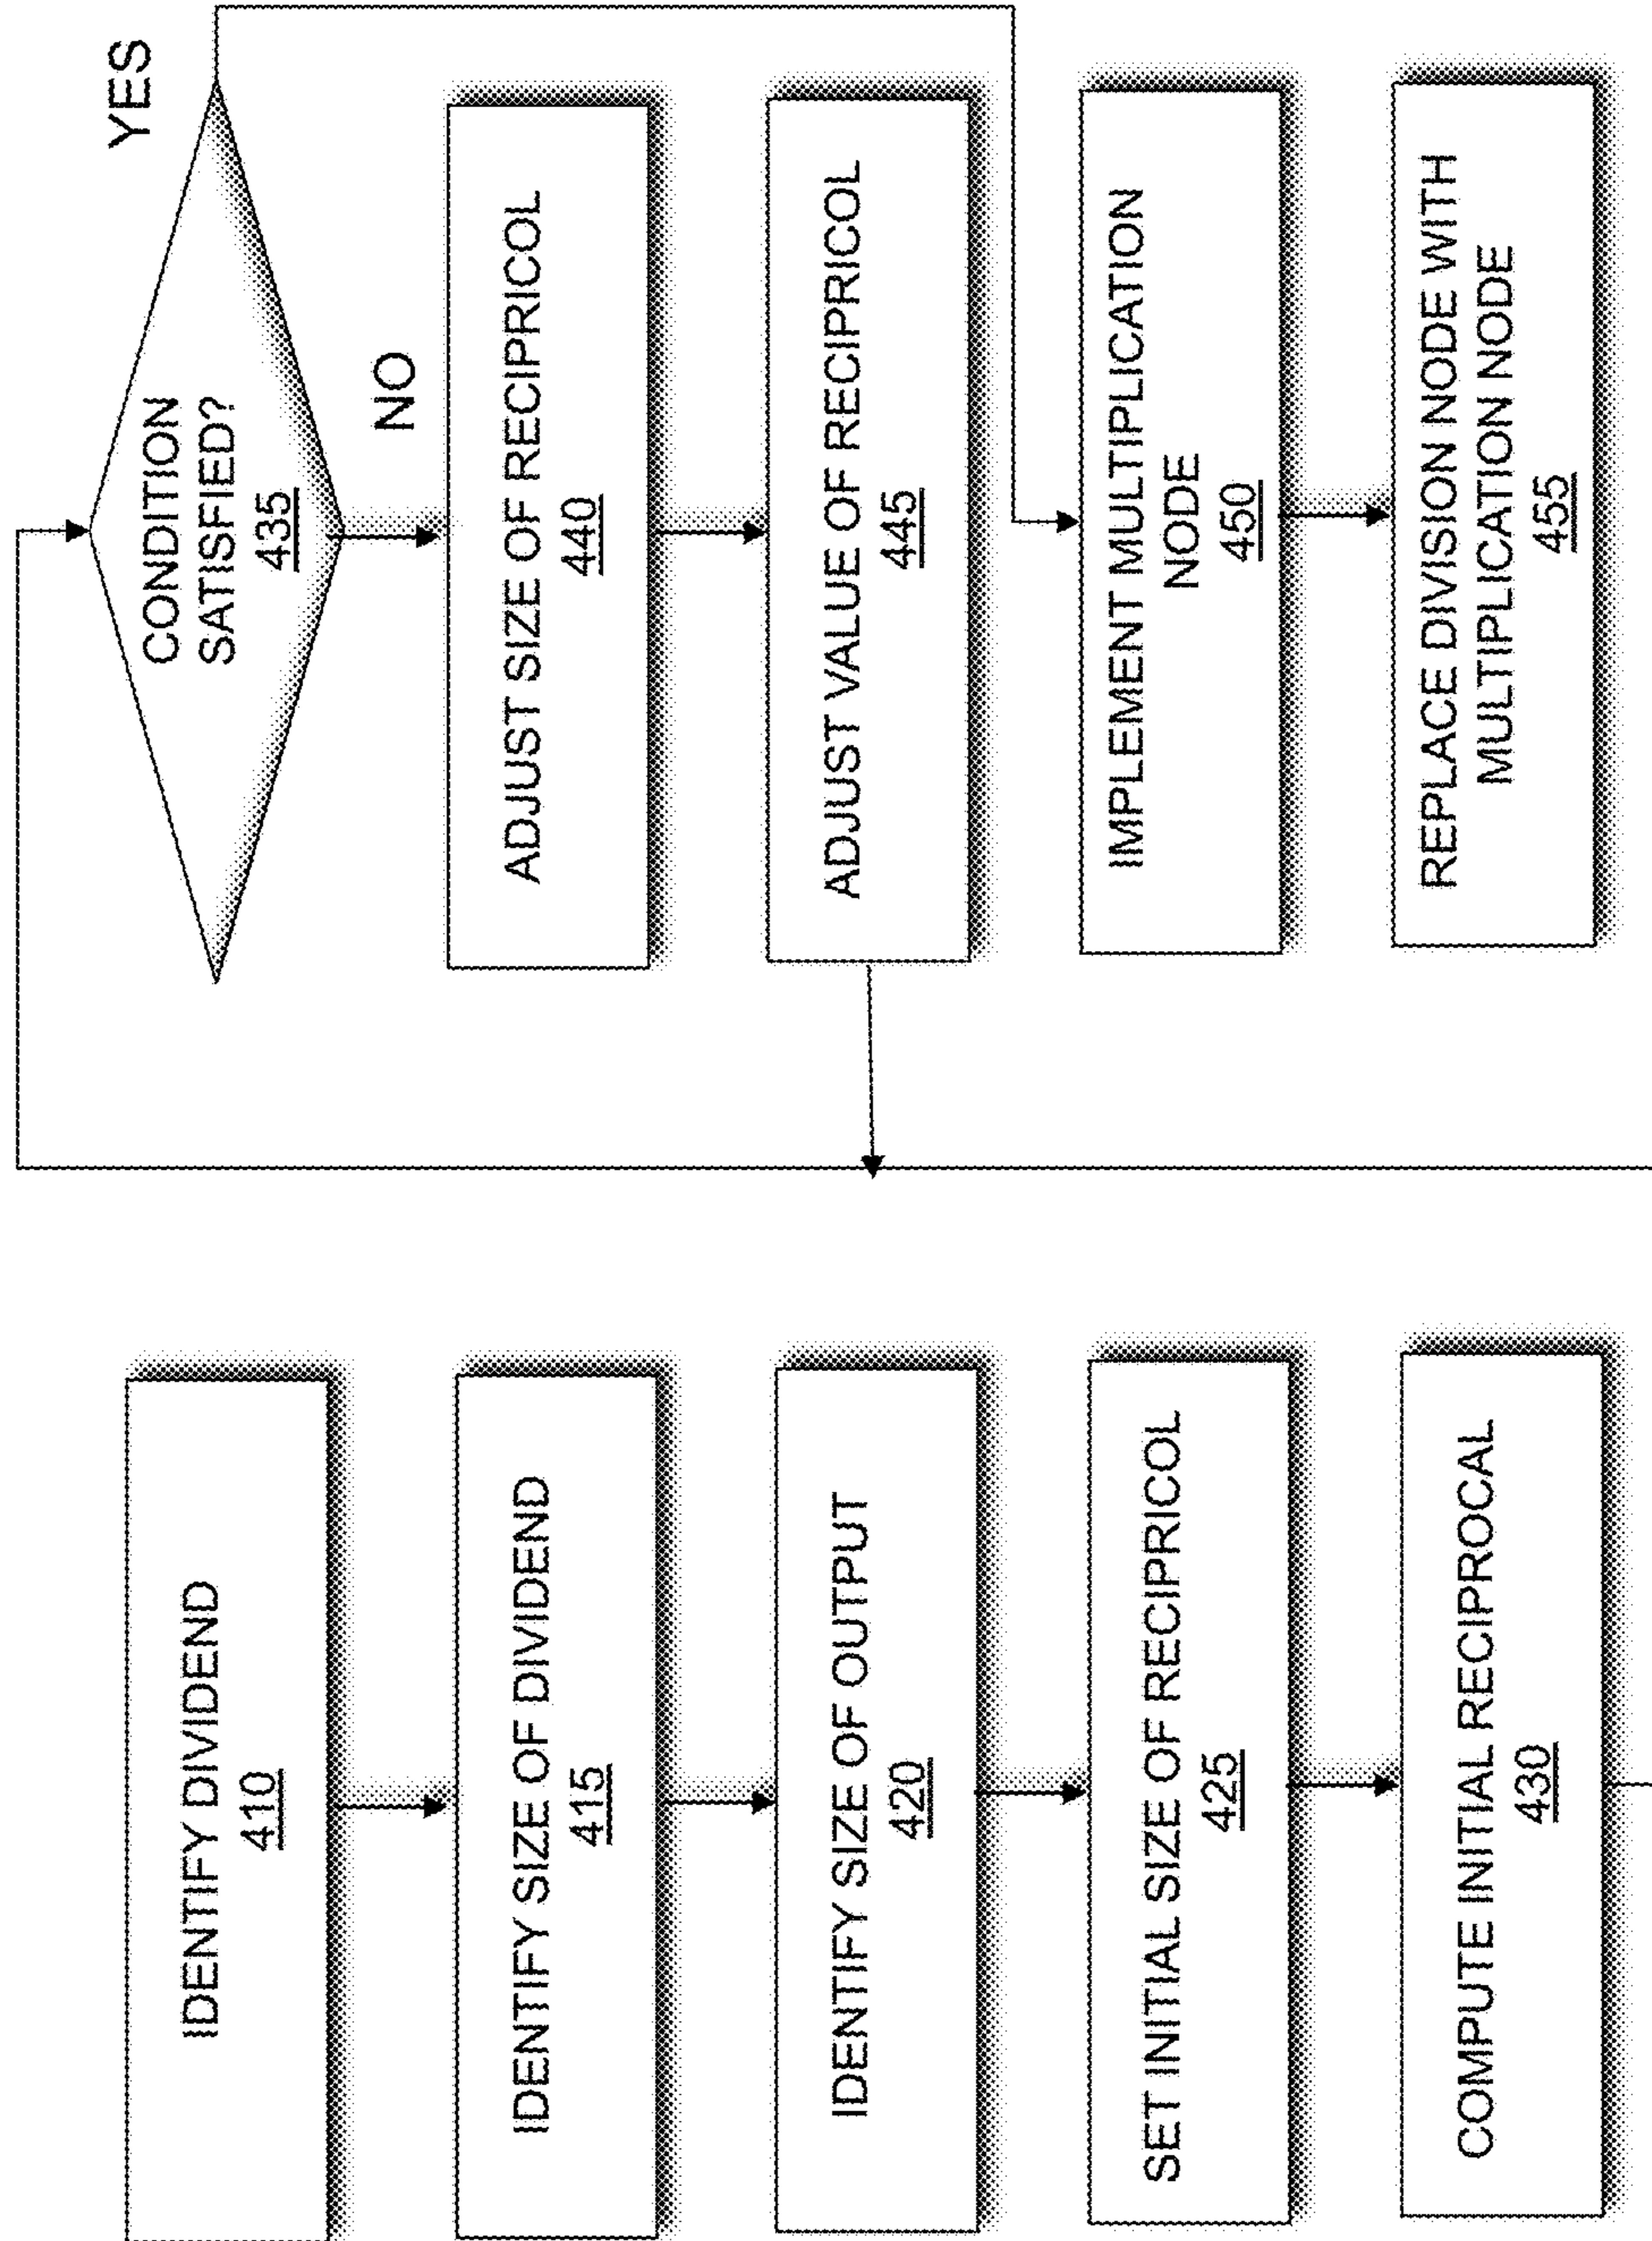 IDENTIFY DIVIDEND
410
IDENTIFY SIZE OF DIVIDEND
415
IDENTIFY SIZE OF OUTPUT
420
SET INITIAL SIZE OF RECIPRICOL
425
COMPUTE INITIAL RECIPROCAL
430
CONDITION
SATISFIED?
435
YES
NO
ADJUST SIZE OF RECIPRICOL
440
ADJUST VALUE OF RECIPRICOL
445
IMPLEMENT MULTIPLICATION
NODE
450
REPLACE DIVISION NODE WITH
MULTIPLICATION NODE
455